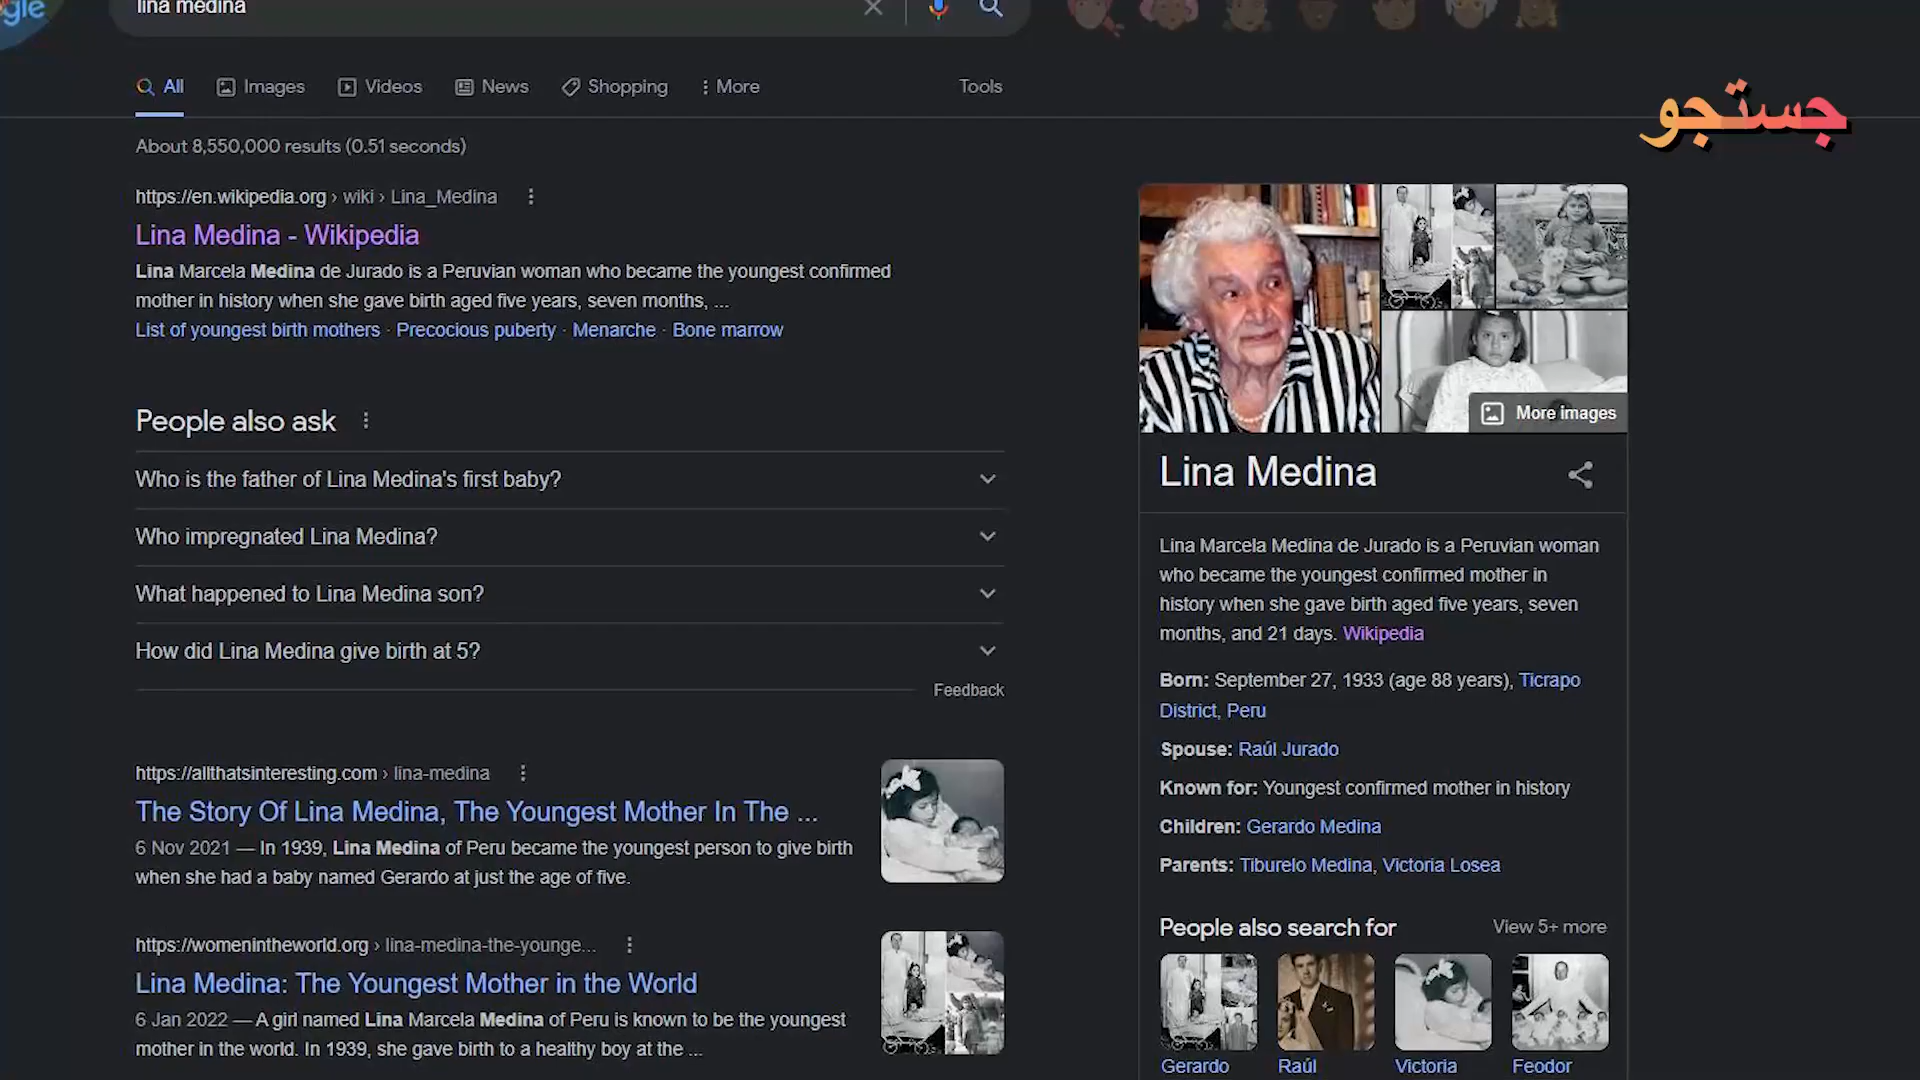 gle
lina medina
All
Images
Videos
News
Shopping
More
Tools
جستجو
About 8,550,000 results (0.51 seconds)
https://en.wikipedia.org › wiki › Lina_Medina
Lina Medina - Wikipedia
Lina Marcela Medina de Jurado is a Peruvian woman who became the youngest confirmed
mother in history when she gave birth aged five years, seven months, ...
List of youngest birth mothers · Precocious puberty · Menarche · Bone marrow
People also ask
Who is the father of Lina Medina's first baby?
Who impregnated Lina Medina?
What happened to Lina Medina son?
How did Lina Medina give birth at 5?
Feedback
https://allthatsinteresting.com › lina-medina
The Story Of Lina Medina, The Youngest Mother In The ...
6 Nov 2021 — In 1939, Lina Medina of Peru became the youngest person to give birth
when she had a baby named Gerardo at just the age of five.
https://womenintheworld.org › lina-medina-the-younge...
Lina Medina: The Youngest Mother in the World
6 Jan 2022 — A girl named Lina Marcela Medina of Peru is known to be the youngest
mother in the world. In 1939, she gave birth to a healthy boy at the ...
More images
Lina Medina
Lina Marcela Medina de Jurado is a Peruvian woman
who became the youngest confirmed mother in
history when she gave birth aged five years, seven
months, and 21 days. Wikipedia
Born: September 27, 1933 (age 88 years), Ticrapo
District, Peru
Spouse: Raúl Jurado
Known for: Youngest confirmed mother in history
Children: Gerardo Medina
Parents: Tiburelo Medina, Victoria Losea
People also search for
View 5+ more
Gerardo
Raúl
Victoria
Feodor